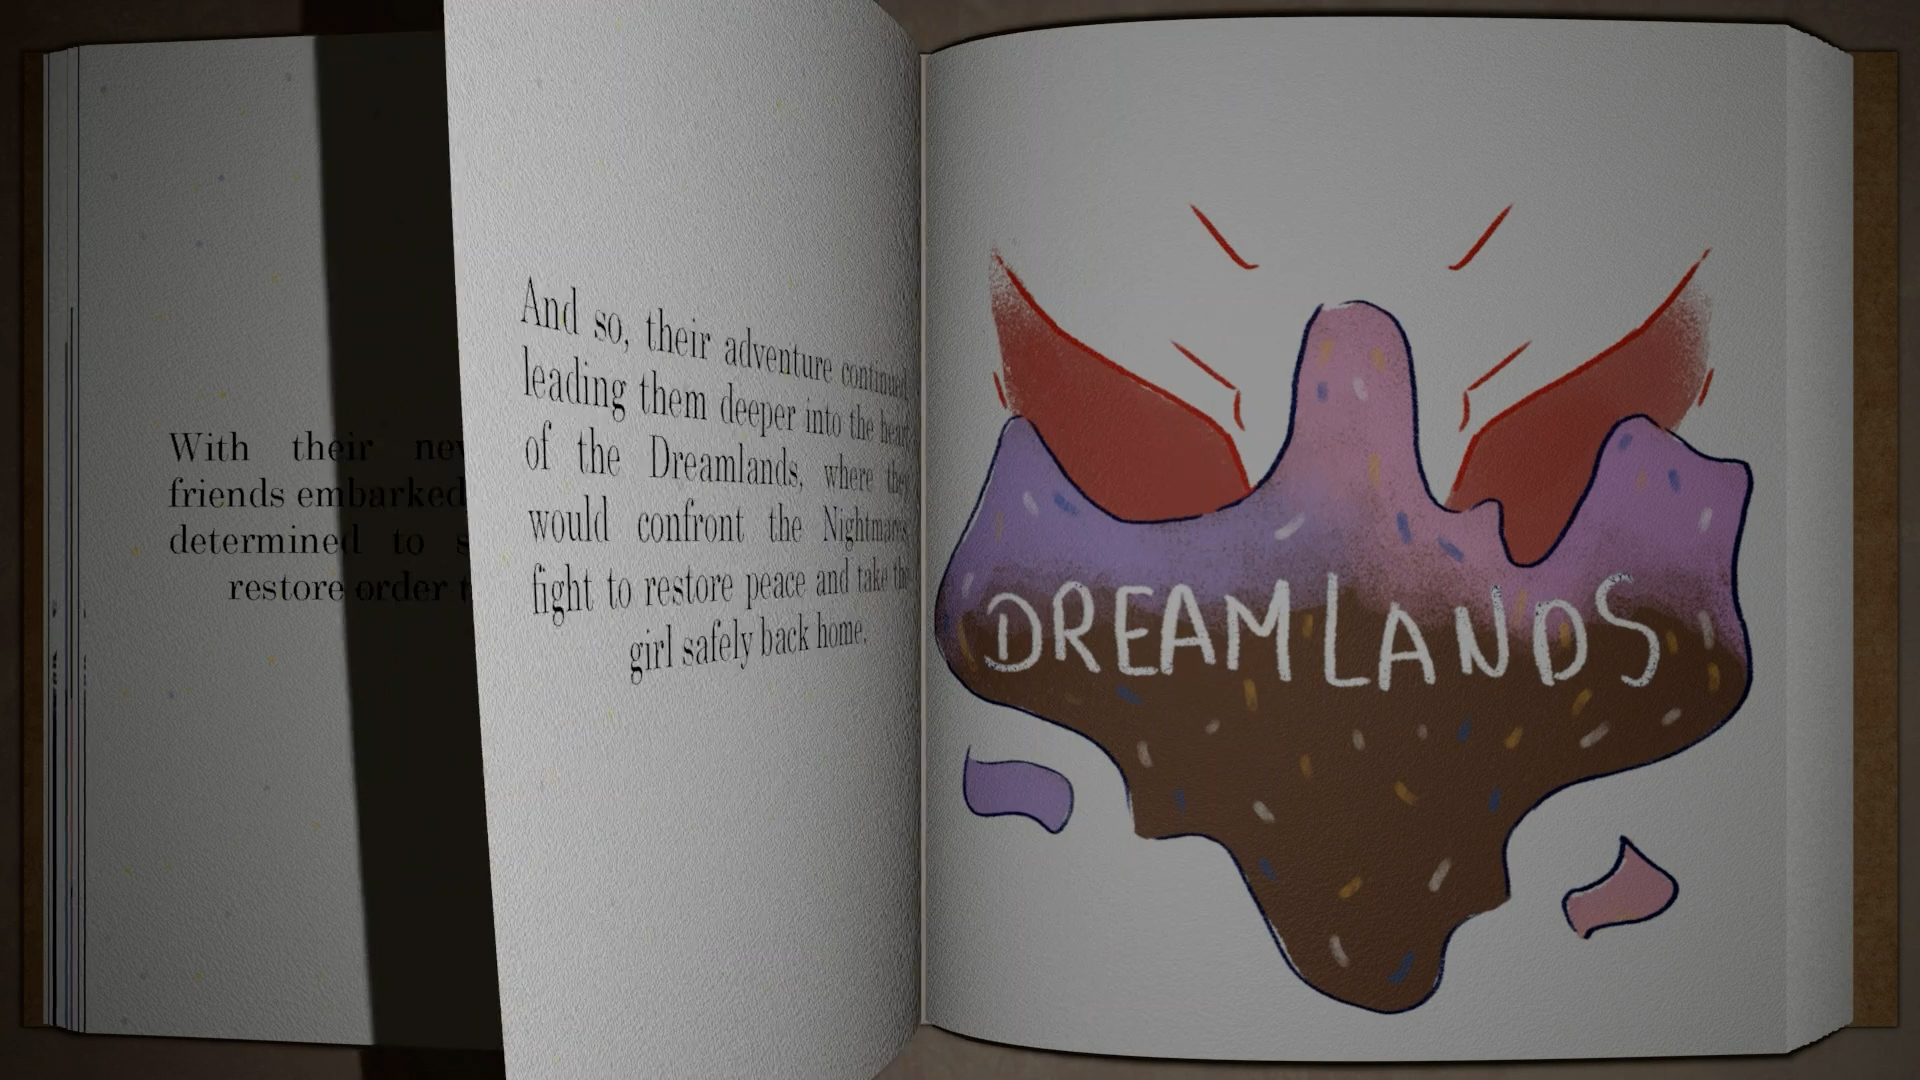 With their
friends embarked
determined to
restore order
And so, their adventure continued,
leading them deeper into the heart
of the Dreamlands, where they
would confront the Nightmares,
fight to restore peace and take the
girl safely back home.
DREAMLANDS